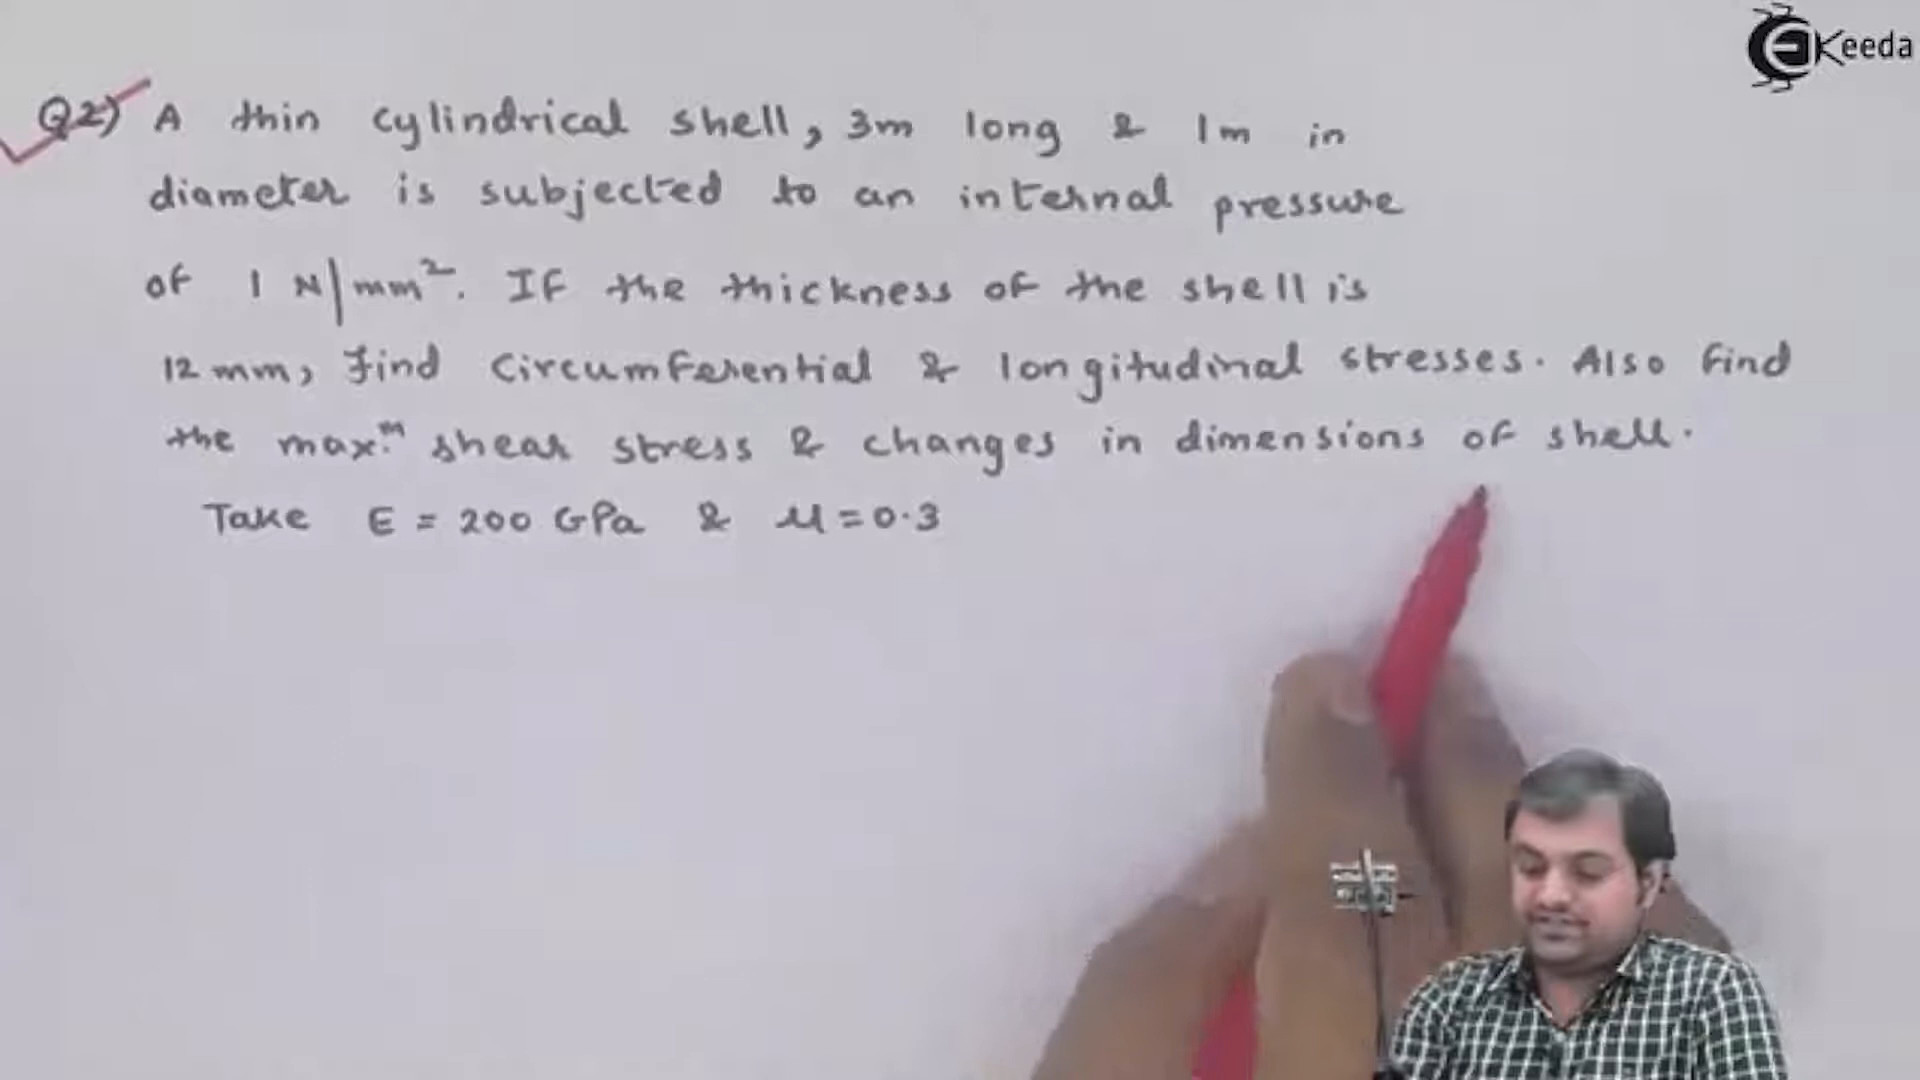 EKeeda
Q2) A thin cylindrical shell, 3m long & 1m in
diameter is subjected to an internal pressure
of 1 N/mm². If the thickness of the shell is
12 mm, find circumferential & longitudinal stresses. Also find
the max.ᵐ shear stress & changes in dimensions of shell.
Take E = 200 GPa & μ = 0.3